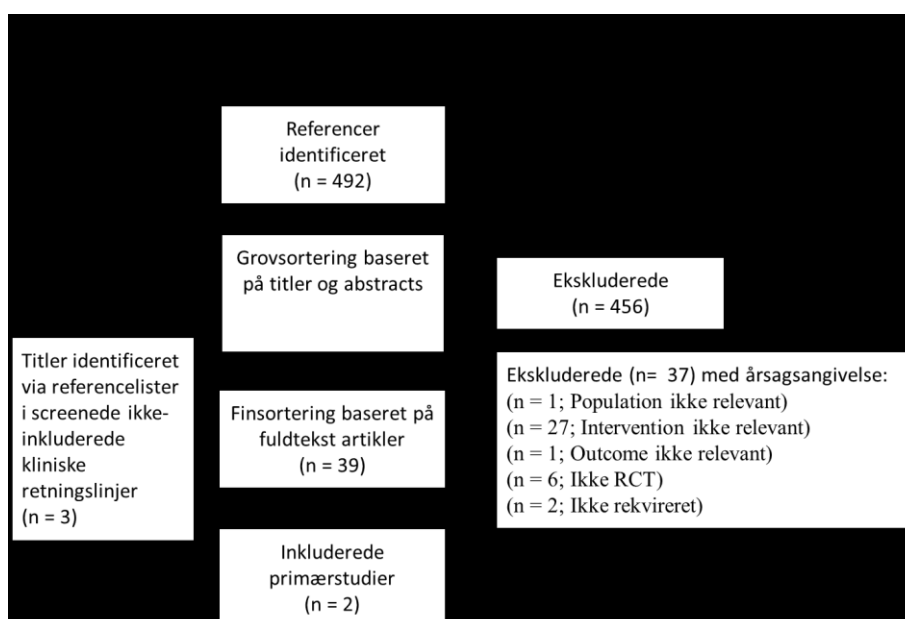 Referencer
identificeret
(n = 492)
Grovsortering baseret
på titler og abstracts
Ekskluderede
(n = 456)
Titler identificeret
via referencelister
i screenede ikke-
inkluderede
kliniske
retningslinjer
(n = 3)
Finsortering baseret på
fuldtekst artikler
(n = 39)
Ekskluderede (n= 37) med årsagsangivelse:
(n = 1; Population ikke relevant)
(n = 27; Intervention ikke relevant)
(n = 1; Outcome ikke relevant)
(n = 6; Ikke RCT)
(n = 2; Ikke rekvireret)
Inkluderede
primærstudier
(n = 2)